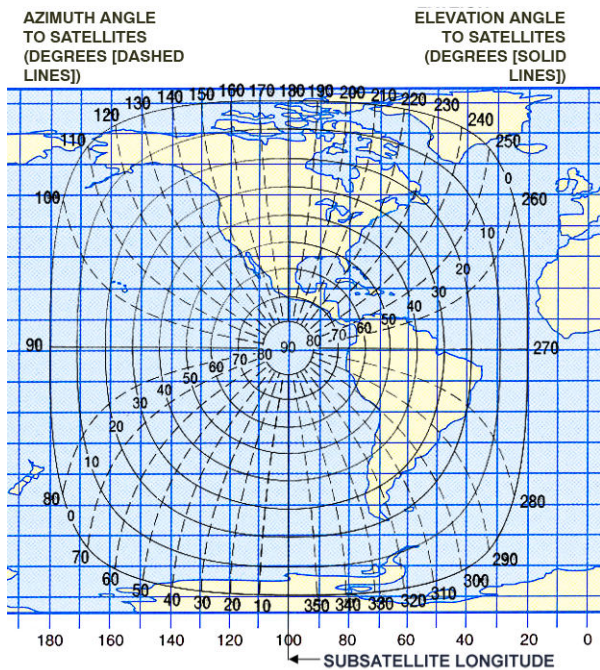 AZIMUTH ANGLE
TO SATELLITES
(DEGREES [DASHED
LINES])
ELEVATION ANGLE
TO SATELLITES
(DEGREES [SOLID
LINES])
160 170 180 190 200
150 210
140 220
130 230
120 240
110 250
0
100 260
10
20
30
40
50
60
70
80
90 90 270
80
70
60
50
40
30
20
10
80 0 280
70 290
60 300
50 310
40 30 20 10 350 340 330 320
180 160 140 120 100 80 60 40 20 0
SUBSATELLITE LONGITUDE